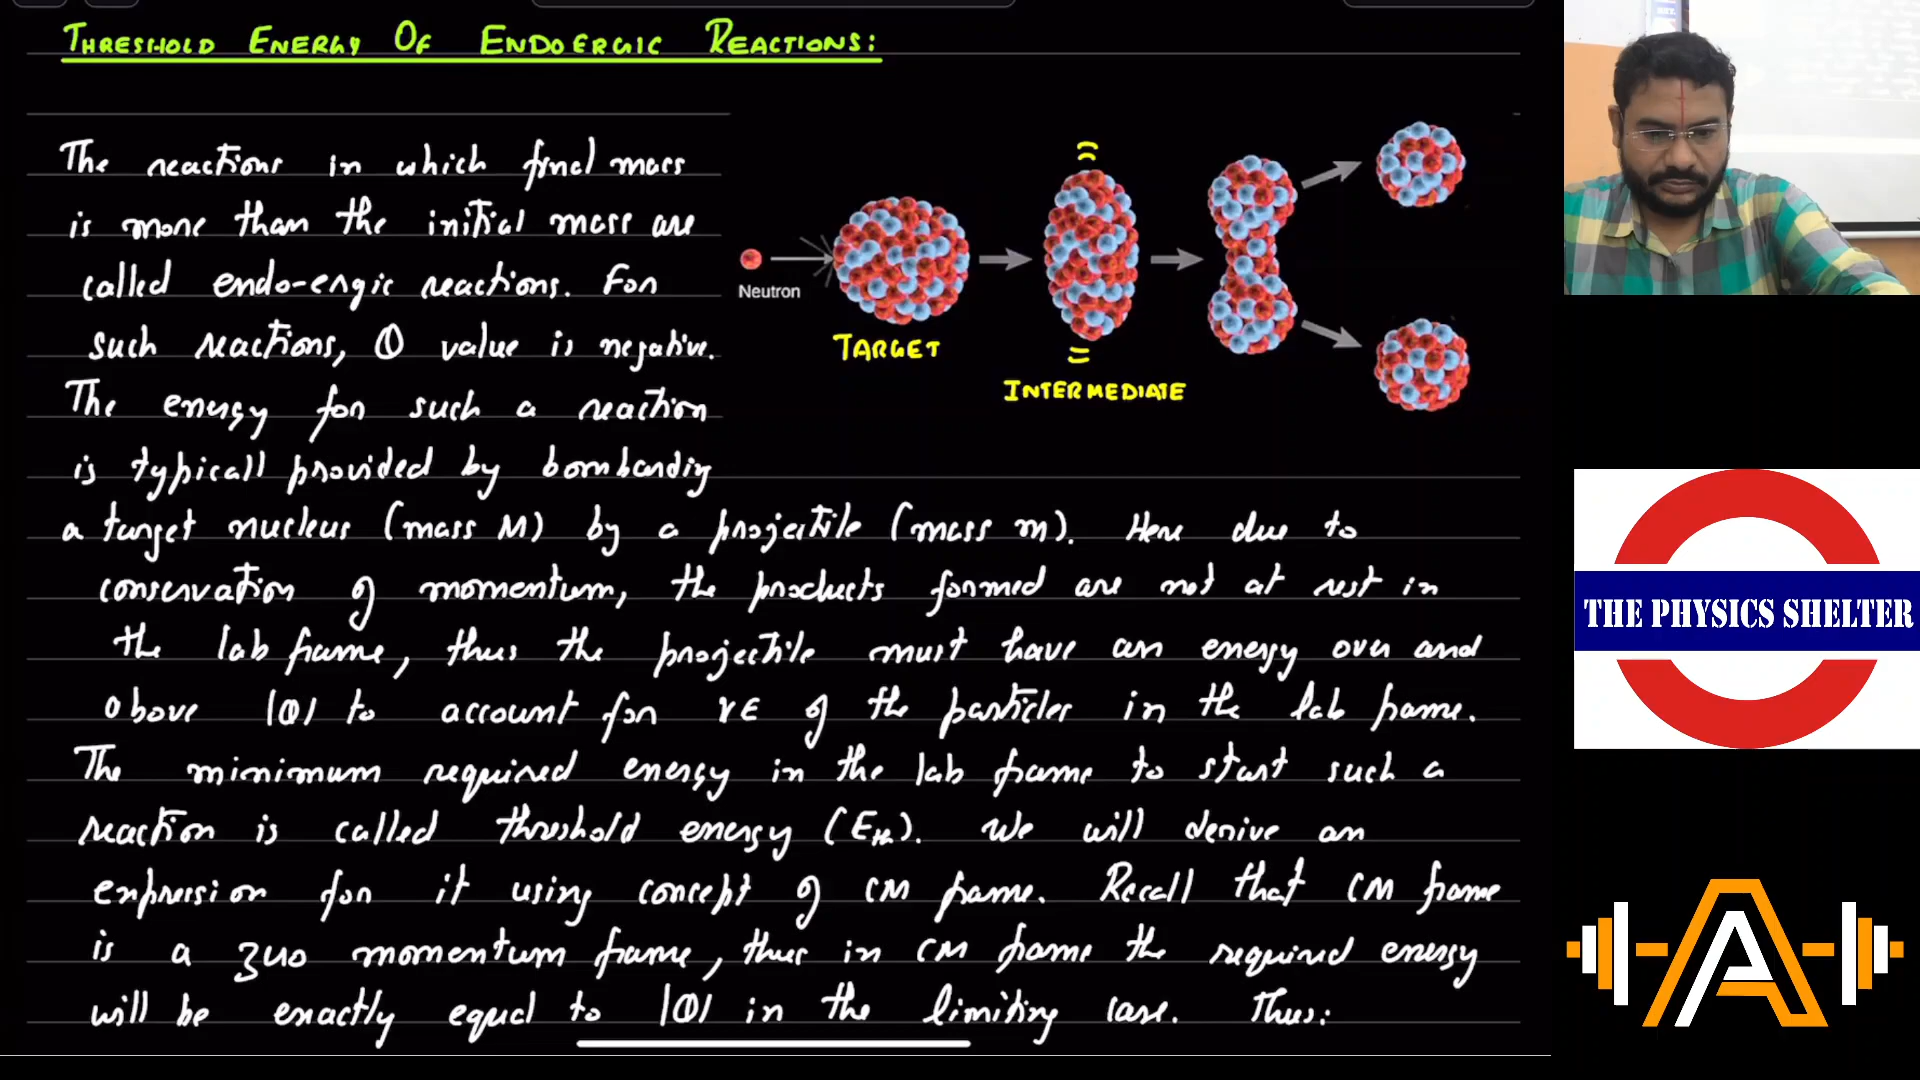 THRESHOLD ENERGY OF ENDOERGIC REACTIONS:
The reactions in which final mass
is more than the initial mass are
called endo-ergic reactions. For
such reactions, Q value is negative.
The energy for such a reaction
is typicall provided by bombarding
Neutron
TARGET
INTERMEDIATE
a target nucleus (mass M) by a projectile (mass m). Here due to
conservation of momentum, the products formed are not at rest in
the lab frame, thus the projectile must have an energy over and
above |Q| to account for KE of the particles in the lab frame.
The minimum required energy in the lab frame to start such a
reaction is called threshold energy (Eth). We will derive an
expression for it using concept of CM frame. Recall that CM frame
is a zero momentum frame, thus in CM frame the required energy
will be exactly equal to |Q| in the limiting case. Thus:
THE PHYSICS SHELTER